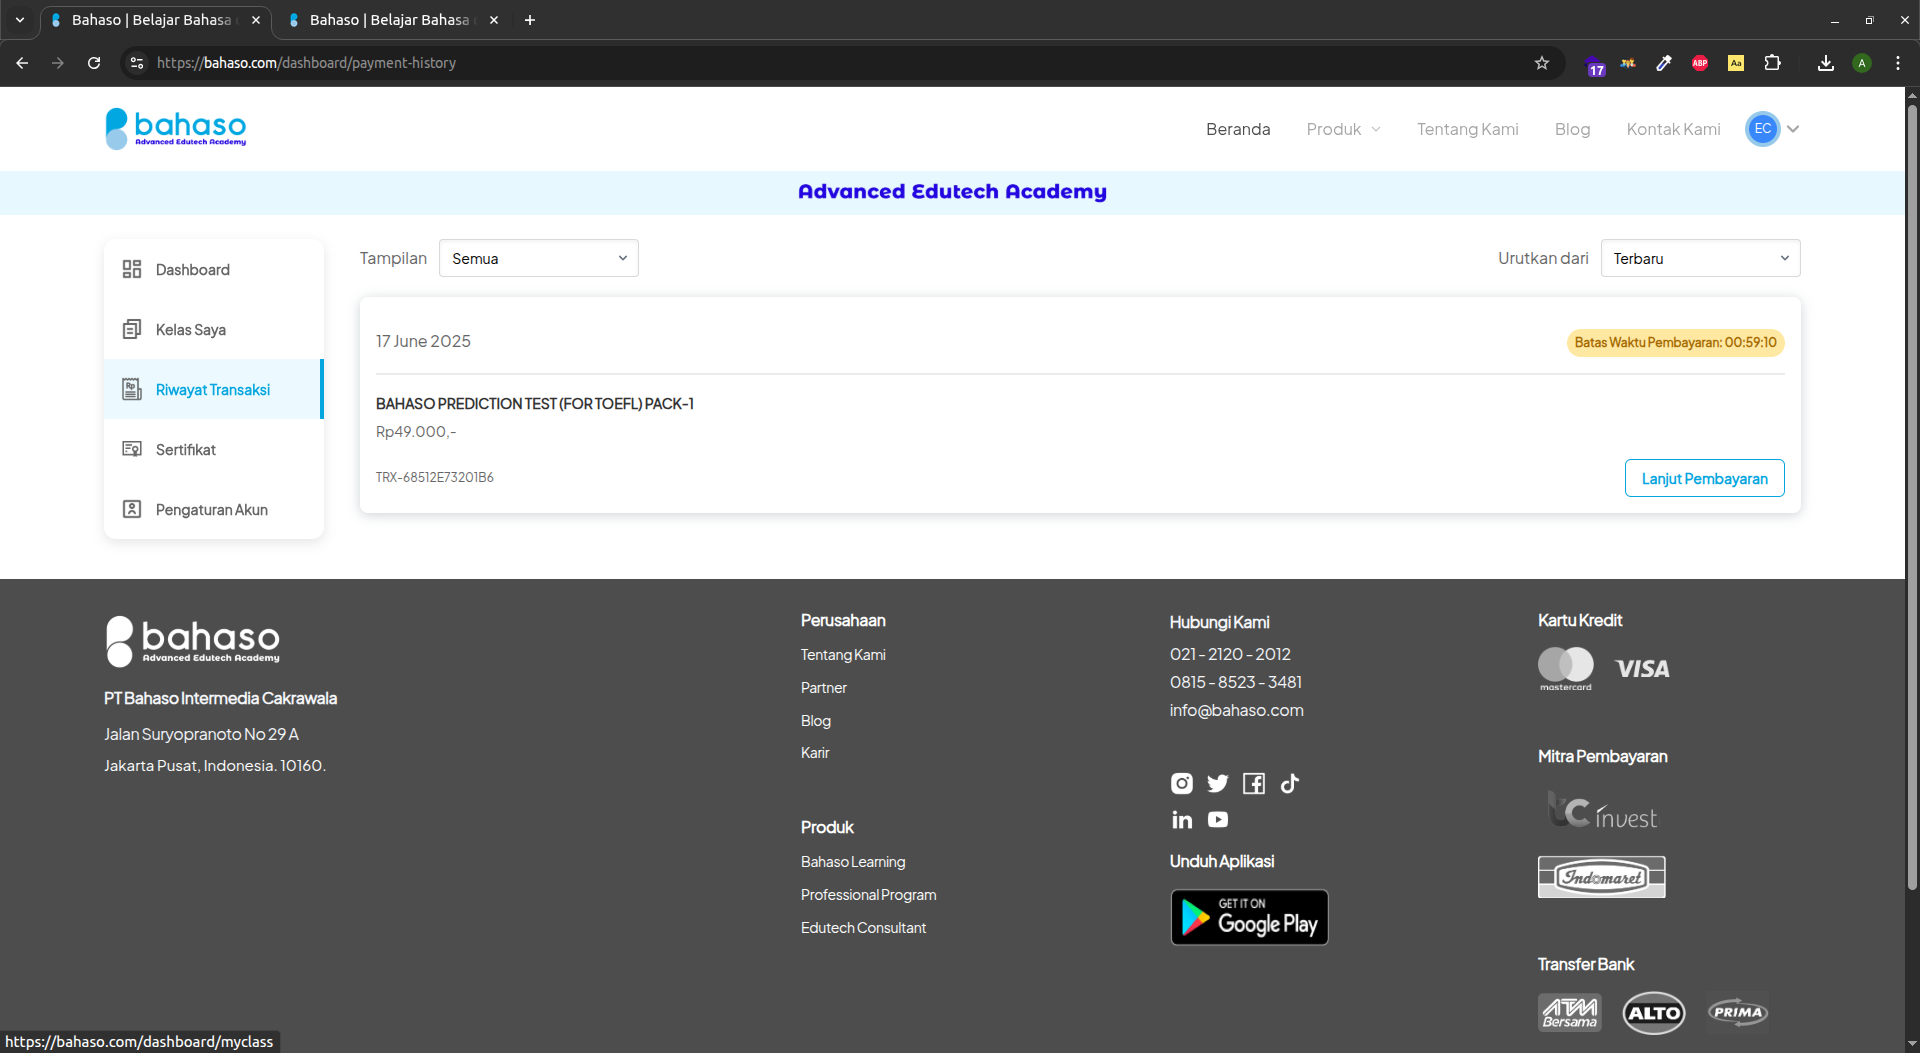 Bahaso | Belajar Bahasa
Bahaso | Belajar Bahasa
https://bahaso.com/dashboard/payment-history
17
ABP
Aa
A
bahaso
Advanced Edutech Academy
Beranda
Produk
Tentang Kami
Blog
Kontak Kami
EC
Advanced Edutech Academy
Dashboard
Kelas Saya
Riwayat Transaksi
Sertifikat
Pengaturan Akun
Tampilan
Semua
Urutkan dari
Terbaru
17 June 2025
Batas Waktu Pembayaran: 00:59:10
BAHASO PREDICTION TEST (FOR TOEFL) PACK-1
Rp49.000,-
TRX-68512E73201B6
Lanjut Pembayaran
bahaso
Advanced Edutech Academy
PT Bahaso Intermedia Cakrawala
Jalan Suryopranoto No 29 A
Jakarta Pusat, Indonesia. 10160.
Perusahaan
Tentang Kami
Partner
Blog
Karir
Produk
Bahaso Learning
Professional Program
Edutech Consultant
Hubungi Kami
021 - 2120 - 2012
0815 - 8523 - 3481
info@bahaso.com
Unduh Aplikasi
GET IT ON
Google Play
Kartu Kredit
mastercard
VISA
Mitra Pembayaran
tc invest
Indomaret
Transfer Bank
ATM Bersama
ALTO
PRIMA
https://bahaso.com/dashboard/myclass